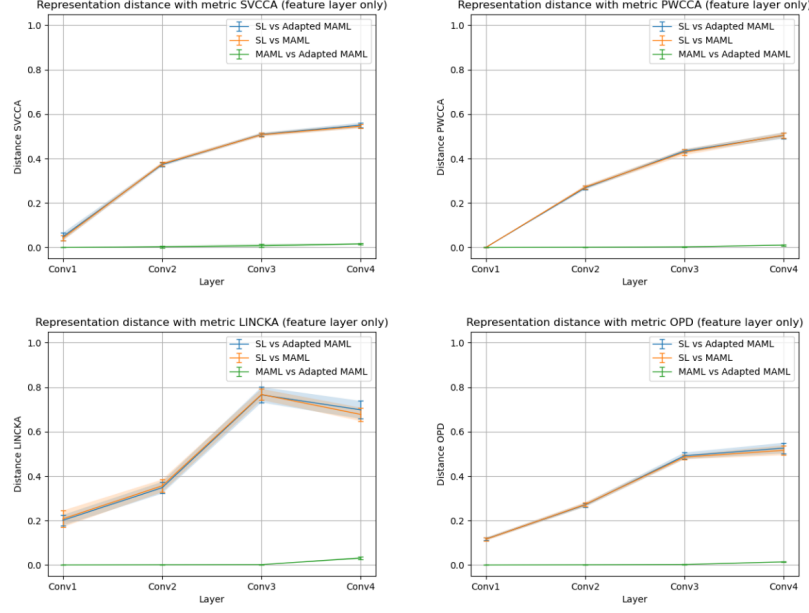 Representation distance with metric SVCCA (feature layer only)
1.0
0.8
0.6
0.4
0.2
0.0
Distance SVCCA
SL vs Adapted MAML
SL vs MAML
MAML vs Adapted MAML
Conv1 Conv2 Conv3 Conv4
Layer
Representation distance with metric PWCCA (feature layer only)
1.0
0.8
0.6
0.4
0.2
0.0
Distance PWCCA
SL vs Adapted MAML
SL vs MAML
MAML vs Adapted MAML
Conv1 Conv2 Conv3 Conv4
Layer
Representation distance with metric LINCKA (feature layer only)
1.0
0.8
0.6
0.4
0.2
0.0
Distance LINCKA
SL vs Adapted MAML
SL vs MAML
MAML vs Adapted MAML
Conv1 Conv2 Conv3 Conv4
Layer
Representation distance with metric OPD (feature layer only)
1.0
0.8
0.6
0.4
0.2
0.0
Distance OPD
SL vs Adapted MAML
SL vs MAML
MAML vs Adapted MAML
Conv1 Conv2 Conv3 Conv4
Layer